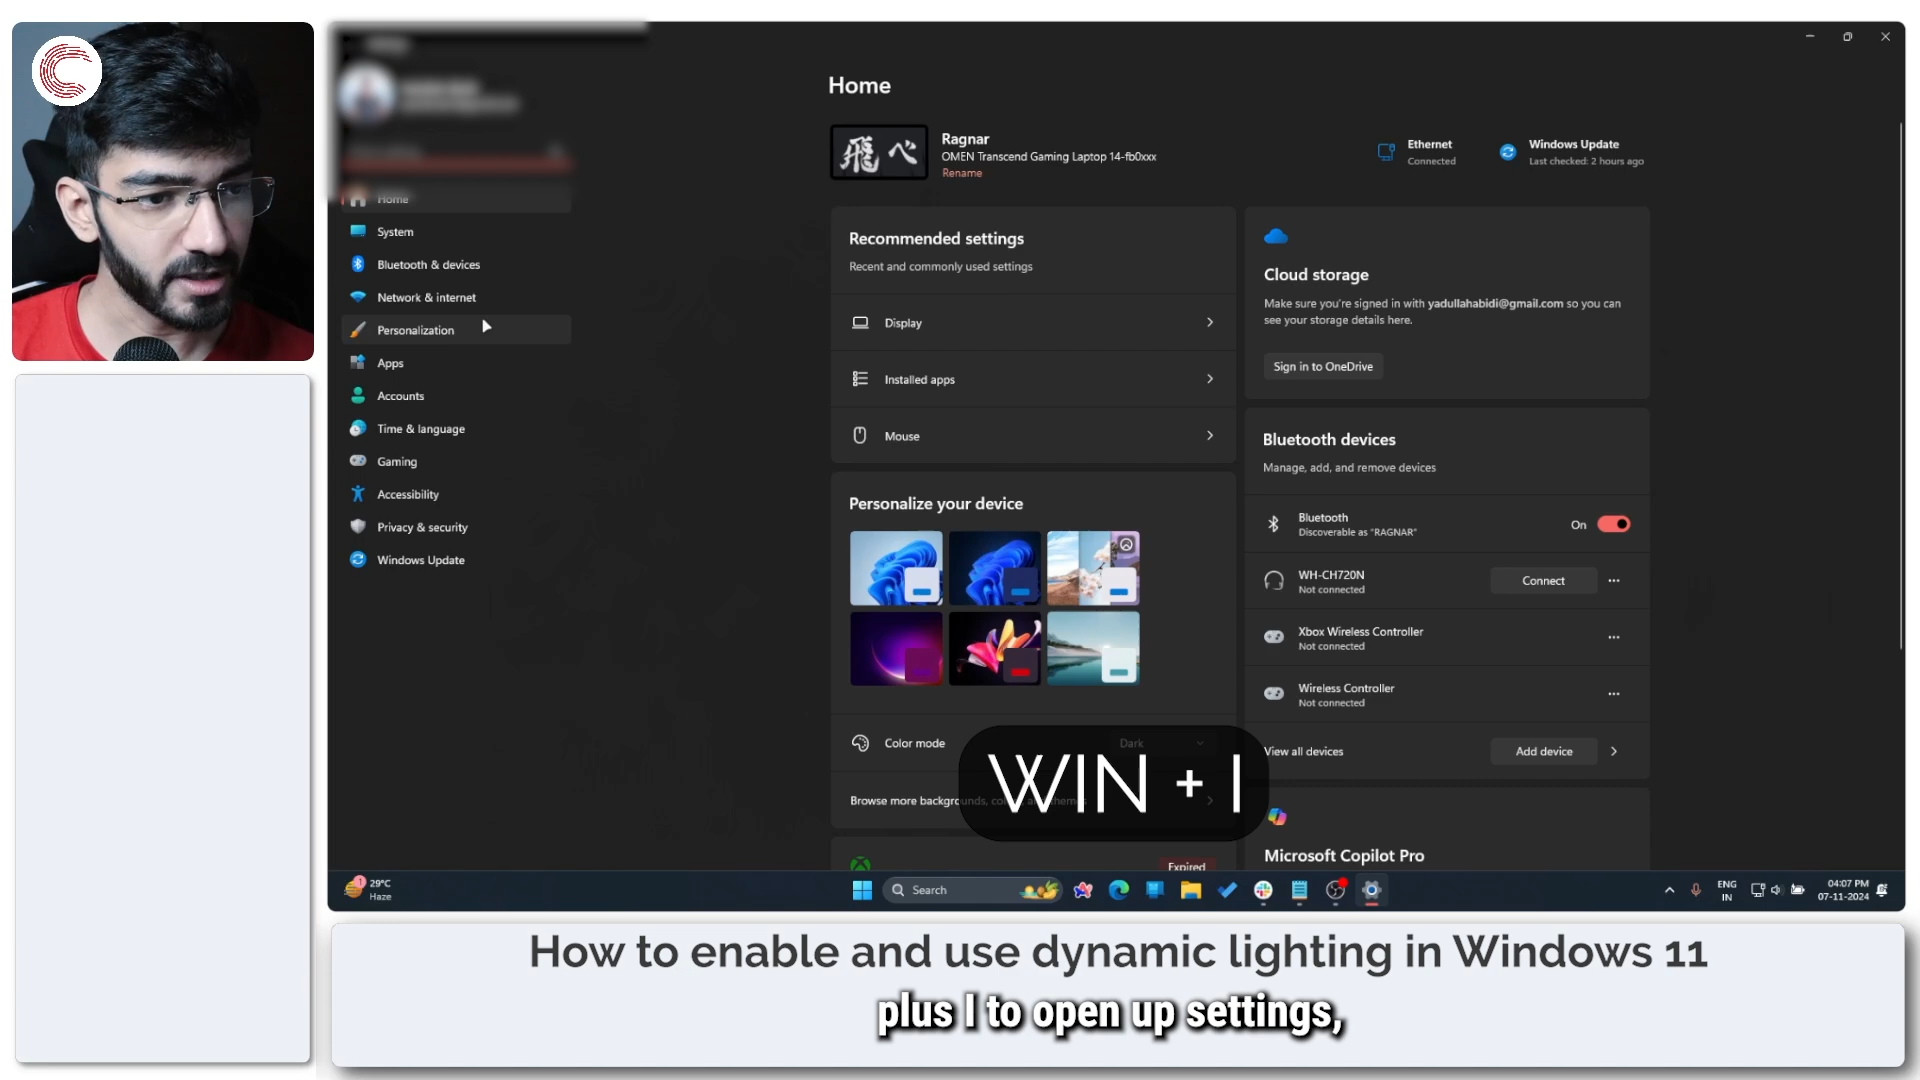 Home
Ragnar
OMEN Transcend Gaming Laptop 14-fb0xxx
Rename
飛べ
Ethernet
Connected
Windows Update
Last checked: 2 hours ago
Home
System
Bluetooth & devices
Network & internet
Personalization
Apps
Accounts
Time & language
Gaming
Accessibility
Privacy & security
Windows Update
Recommended settings
Recent and commonly used settings
Display
Installed apps
Mouse
Personalize your device
Color mode
Dark
Browse more backgrounds, colors, and themes
Expired
Cloud storage
Make sure you're signed in with yadullahabidi@gmail.com so you can
see your storage details here.
Sign in to OneDrive
Bluetooth devices
Manage, add, and remove devices
Bluetooth
Discoverable as "RAGNAR"
On
WH-CH720N
Not connected
Connect
Xbox Wireless Controller
Not connected
Wireless Controller
Not connected
View all devices
Add device
Microsoft Copilot Pro
WIN + I
1
29°C
Haze
Search
ENG
IN
04:07 PM
07-11-2024
How to enable and use dynamic lighting in Windows 11
plus I to open up settings,